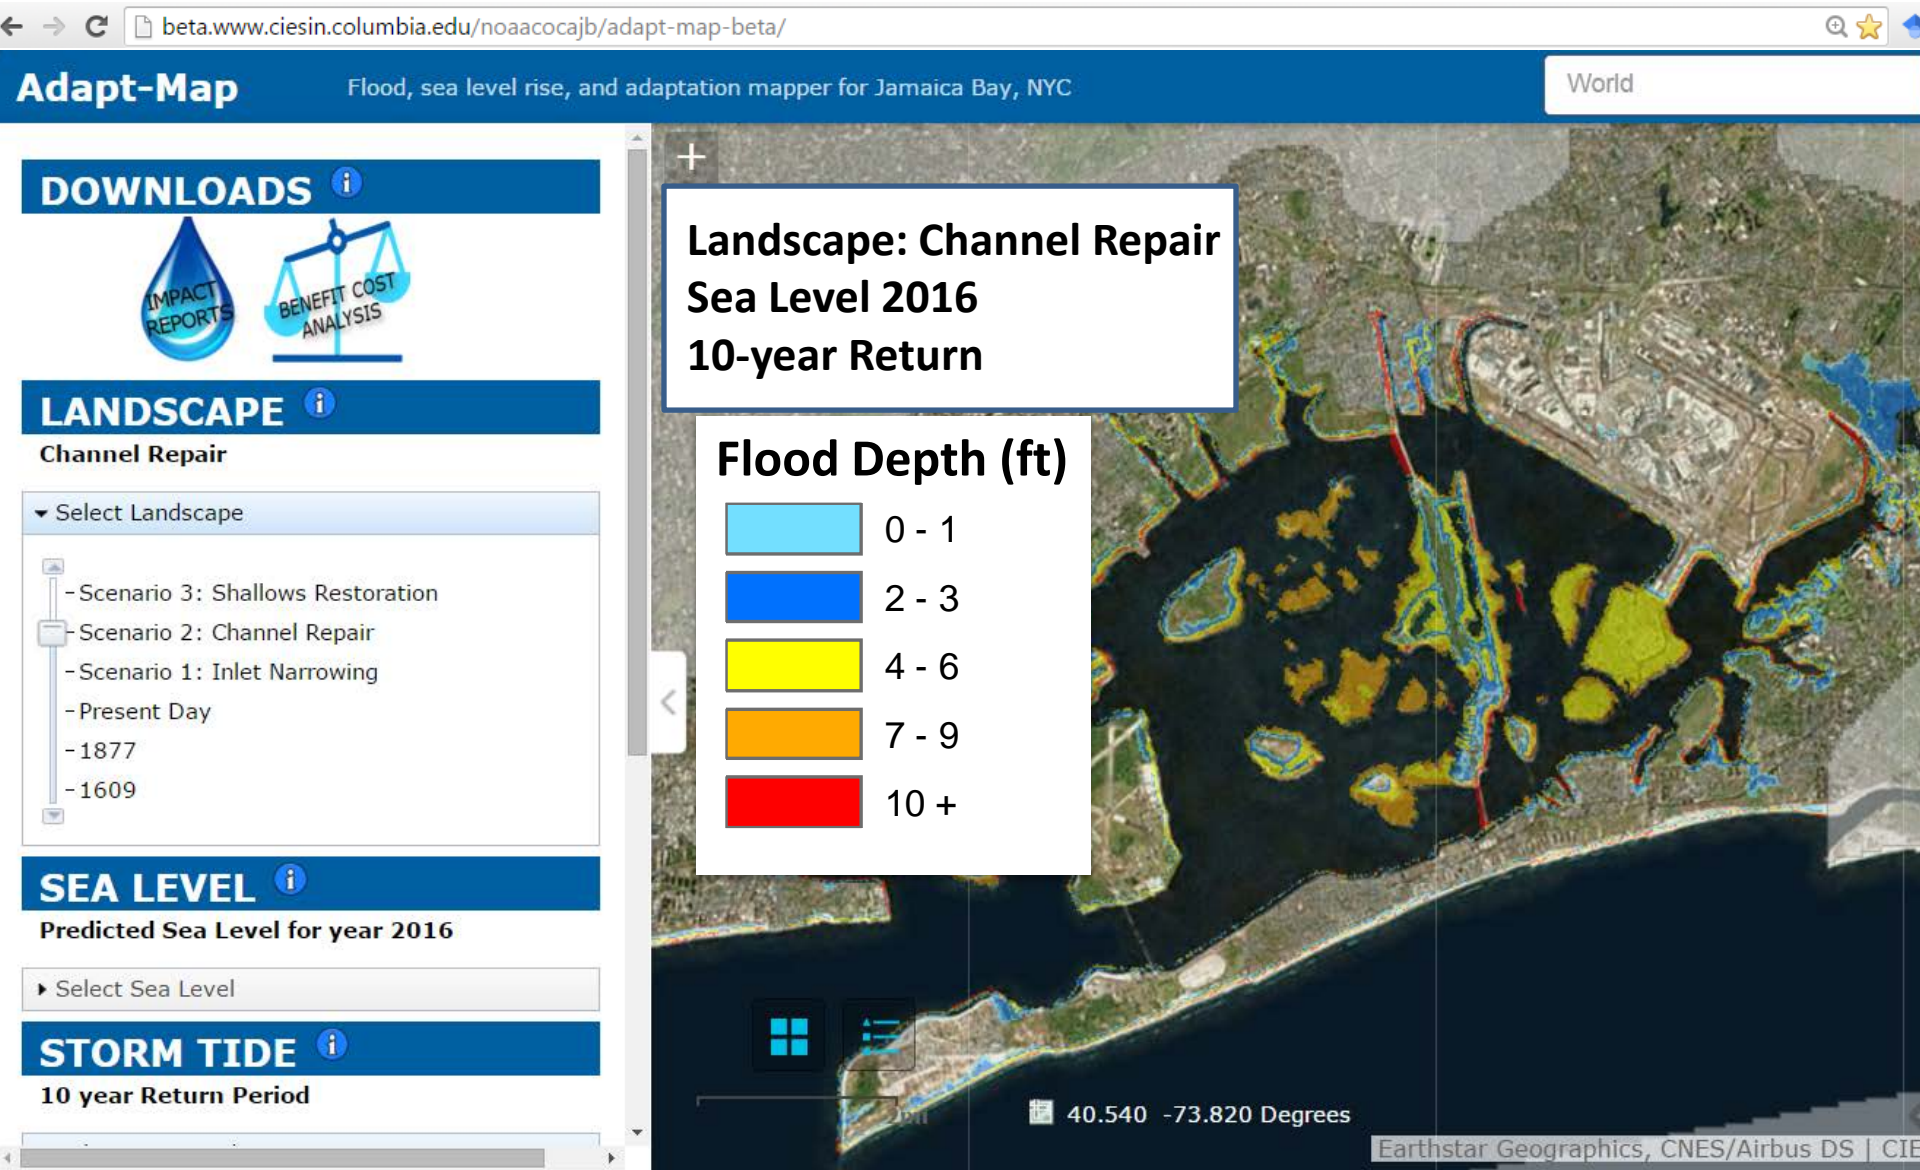 beta.www.ciesin.columbia.edu/noaacocajb/adapt-map-beta/
Adapt-Map
Flood, sea level rise, and adaptation mapper for Jamaica Bay, NYC
World
DOWNLOADS
IMPACT
REPORTS
BENEFIT COST
ANALYSIS
LANDSCAPE
Channel Repair
Select Landscape
Scenario 3: Shallows Restoration
Scenario 2: Channel Repair
Scenario 1: Inlet Narrowing
Present Day
1877
1609
SEA LEVEL
Predicted Sea Level for year 2016
Select Sea Level
STORM TIDE
10 year Return Period
Landscape: Channel Repair
Sea Level 2016
10-year Return
Flood Depth (ft)
0 - 1
2 - 3
4 - 6
7 - 9
10 +
40.540 -73.820 Degrees
Earthstar Geographics, CNES/Airbus DS | CIE